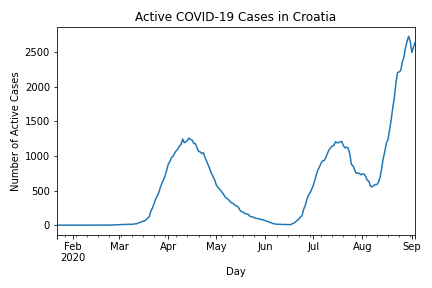 Active COVID-19 Cases in Croatia
Number of Active Cases
2500
2000
1500
1000
500
0
Feb Mar Apr May Jun Jul Aug Sep
2020
Day